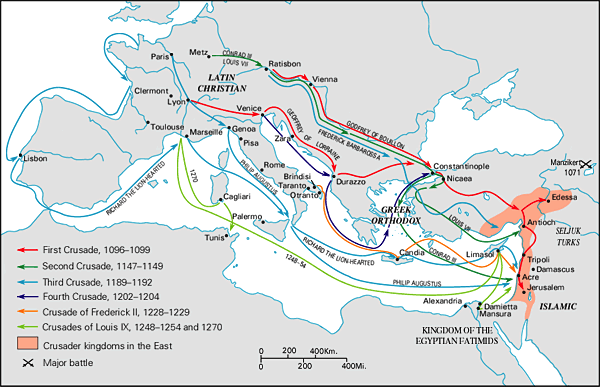 Paris
Metz
CONRAD III
LOUIS VII
Ratisbon
LATIN
CHRISTIAN
Vienna
Clermont
Lyon
Venice
GEOFFREY OF LORRAINE
GODFREY OF BOUILLON
FREDERICK BARBAROSSA
Toulouse
Marseille
Genoa
Pisa
Zara
Lisbon
RICHARD THE LION HEARTED
Rome
PHILIP AUGUSTUS
Brindisi
Taranto
Otranto
Durazzo
Constantinople
Nicaea
Manzikert
1071
Edessa
Cagliari
Palermo
GREEK
ORTHODOX
LOUIS VII
Antioch
SELJUK
TURKS
Tunis
1270
RICHARD THE LION HEARTED
1248-54
Candia
CONRAD III
Limasol
Tripoli
Damascus
PHILIP AUGUSTUS
Acre
Jerusalem
Alexandria
Damietta
Mansura
ISLAMIC
KINGDOM OF THE
EGYPTIAN FATIMIDS
First Crusade, 1096–1099
Second Crusade, 1147–1149
Third Crusade, 1189–1192
Fourth Crusade, 1202–1204
Crusade of Frederick II, 1228–1229
Crusades of Louis IX, 1248–1254 and 1270
Crusader kingdoms in the East
Major battle
0 200 400Km.
0 200 400Mi.